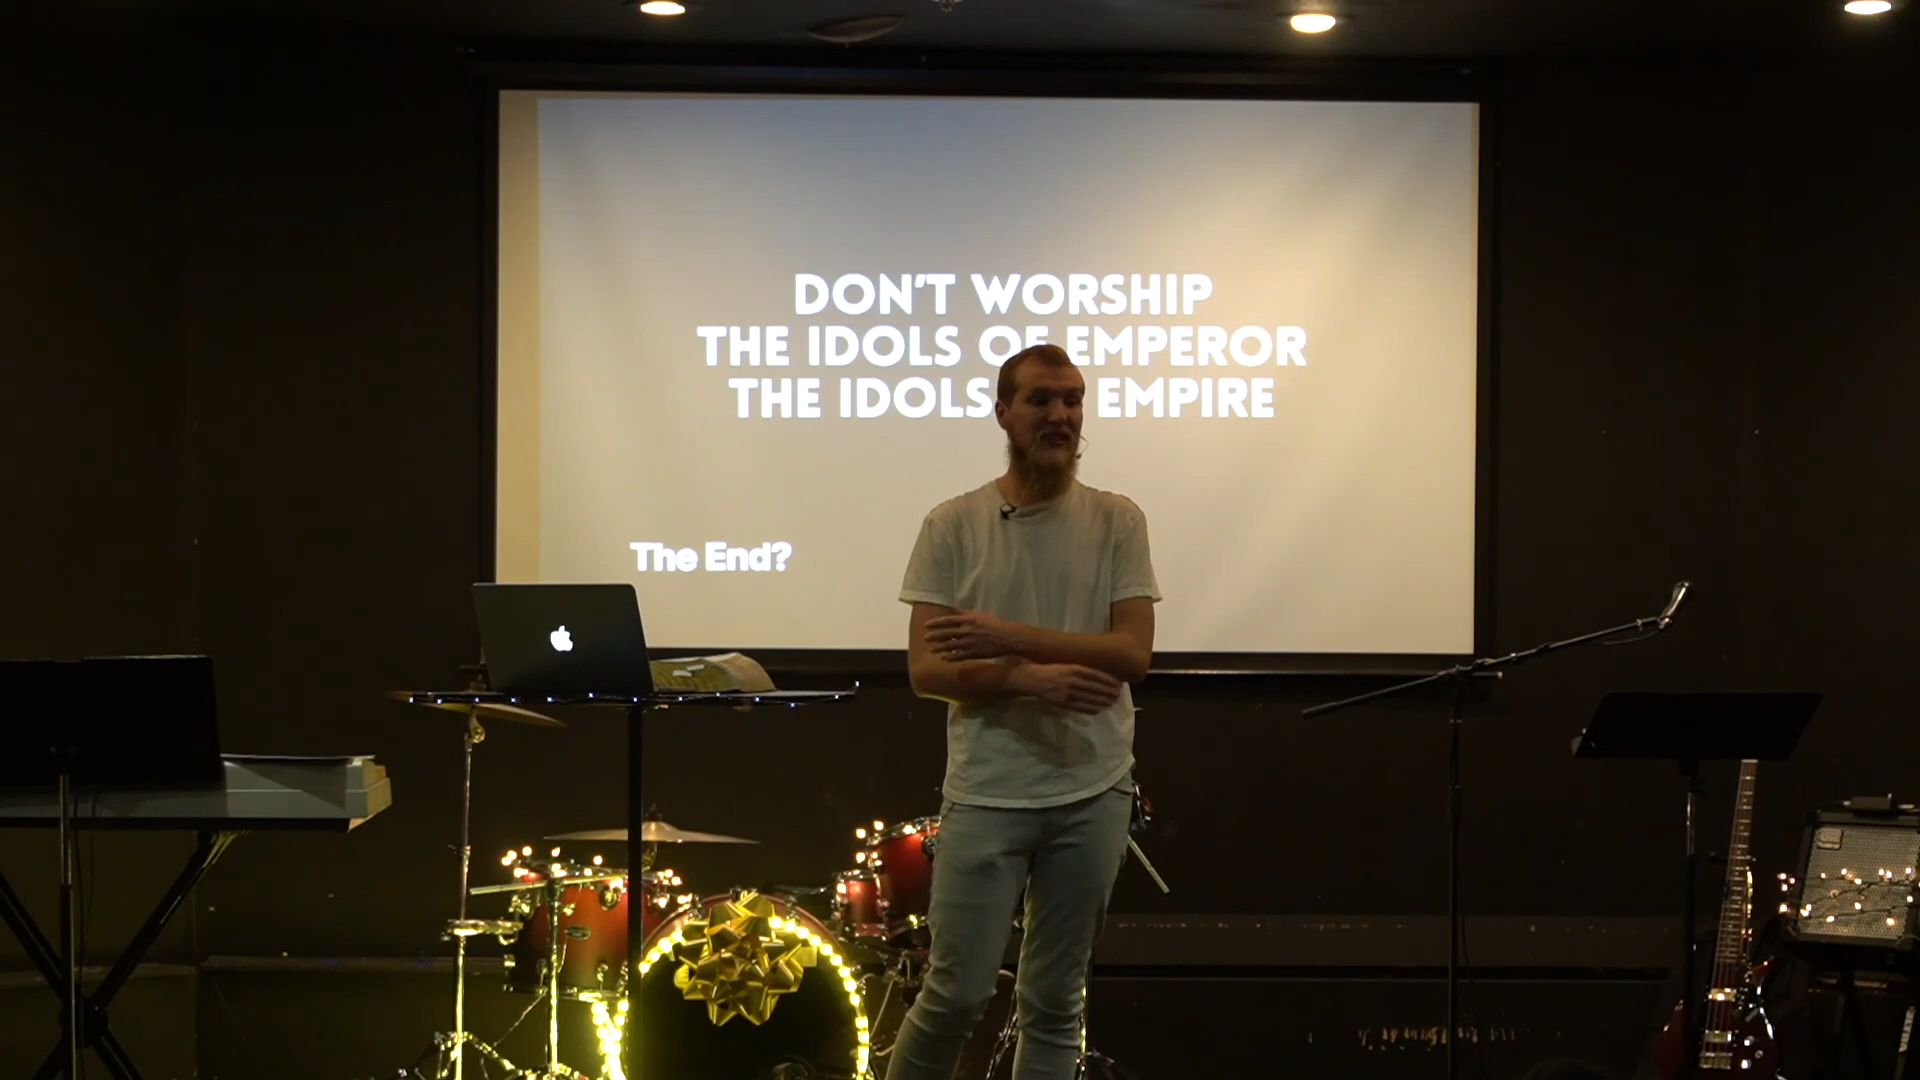 DON'T WORSHIP
THE IDOLS OF EMPEROR
THE IDOLS EMPIRE
The End?